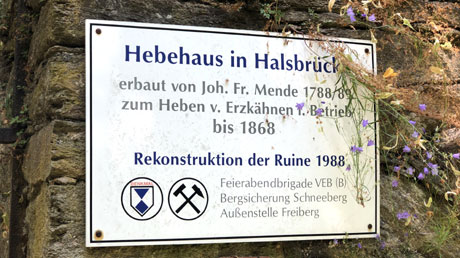 Hebehaus in Halsbrück
erbaut von Joh. Fr. Mende 1788/89
zum Heben v. Erzkähnen i. Betrieb
bis 1868
Rekonstruktion der Ruine 1988
Feierabendbrigade VEB (B)
Bergsicherung Schneeberg
Außenstelle Freiberg